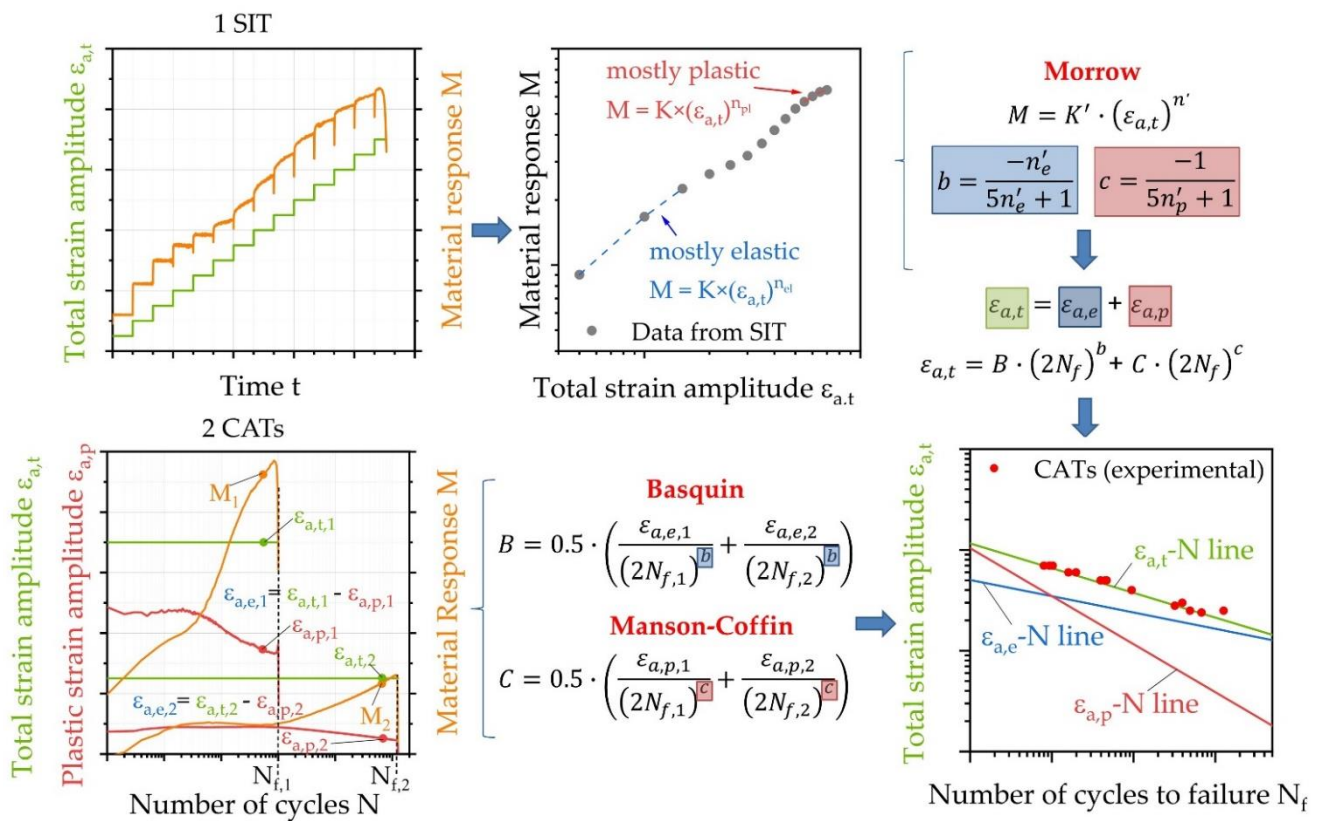 1 SIT
Total strain amplitude εa,t
Material response M
Time t
Material response M
mostly plastic
M = K×(εa,t)^npl
mostly elastic
M = K×(εa,t)^nel
Data from SIT
Total strain amplitude εa.t
Morrow
M = K′ · (εa,t)^n′
b = −n′e / (5n′e + 1)
c = −1 / (5n′p + 1)
εa,t = εa,e + εa,p
εa,t = B · (2Nf)^b + C · (2Nf)^c
2 CATs
Total strain amplitude εa,t
Plastic strain amplitude εa,p
Material Response M
M1
εa,t,1
εa,e,1 = εa,t,1 - εa,p,1
εa,p,1
εa,t,2
εa,e,2 = εa,t,2 - εa,p,2
M2
εa,p,2
Nf,1
Nf,2
Number of cycles N
Basquin
B = 0.5 · (εa,e,1 / (2Nf,1)^b + εa,e,2 / (2Nf,2)^b)
Manson-Coffin
C = 0.5 · (εa,p,1 / (2Nf,1)^c + εa,p,2 / (2Nf,2)^c)
Total strain amplitude εa,t
CATs (experimental)
εa,t-N line
εa,e-N line
εa,p-N line
Number of cycles to failure Nf